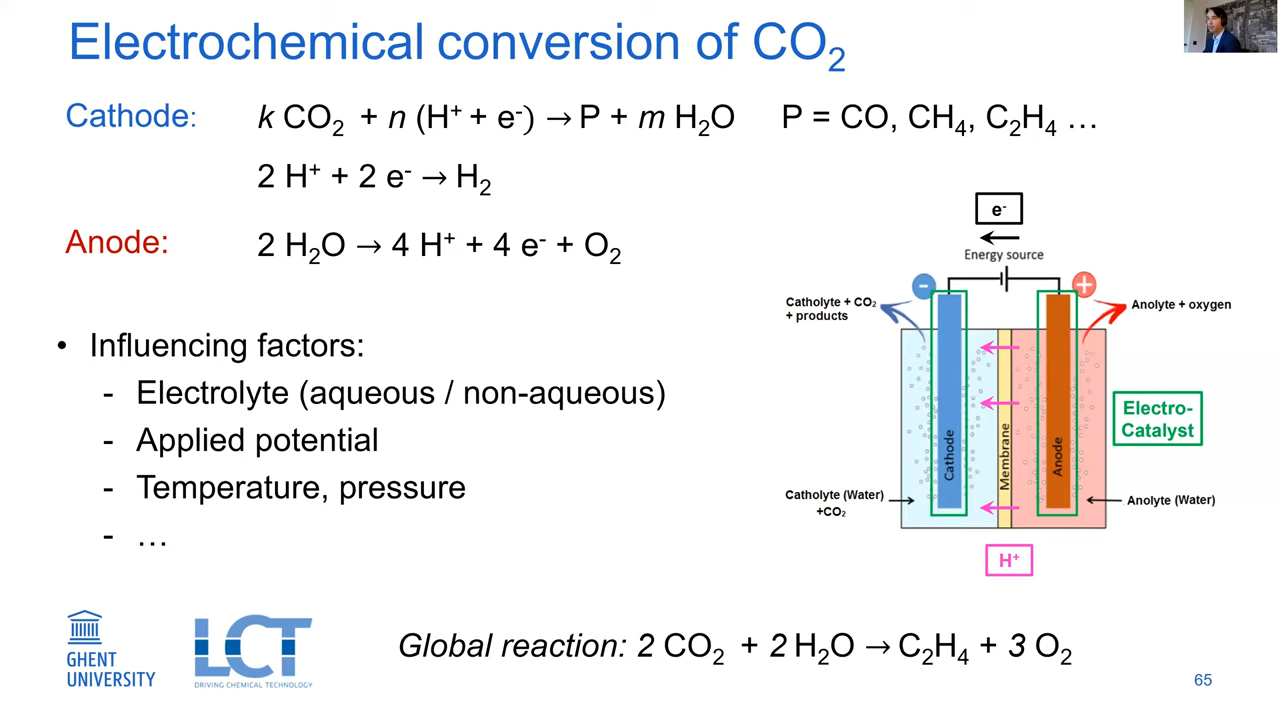 Electrochemical conversion of CO₂
Cathode: k CO₂ + n (H⁺ + e⁻) → P + m H₂O P = CO, CH₄, C₂H₄ …
2 H⁺ + 2 e⁻ → H₂
Anode: 2 H₂O → 4 H⁺ + 4 e⁻ + O₂
• Influencing factors:
- Electrolyte (aqueous / non-aqueous)
- Applied potential
- Temperature, pressure
- …
e⁻
Energy source
-
+
Catholyte + CO₂
+ products
Anolyte + oxygen
Cathode
Membrane
Anode
Electro-
Catalyst
Catholyte (Water)
+CO₂
Anolyte (Water)
H⁺
GHENT
UNIVERSITY
LCT
DRIVING CHEMICAL TECHNOLOGY
Global reaction: 2 CO₂ + 2 H₂O → C₂H₄ + 3 O₂
65